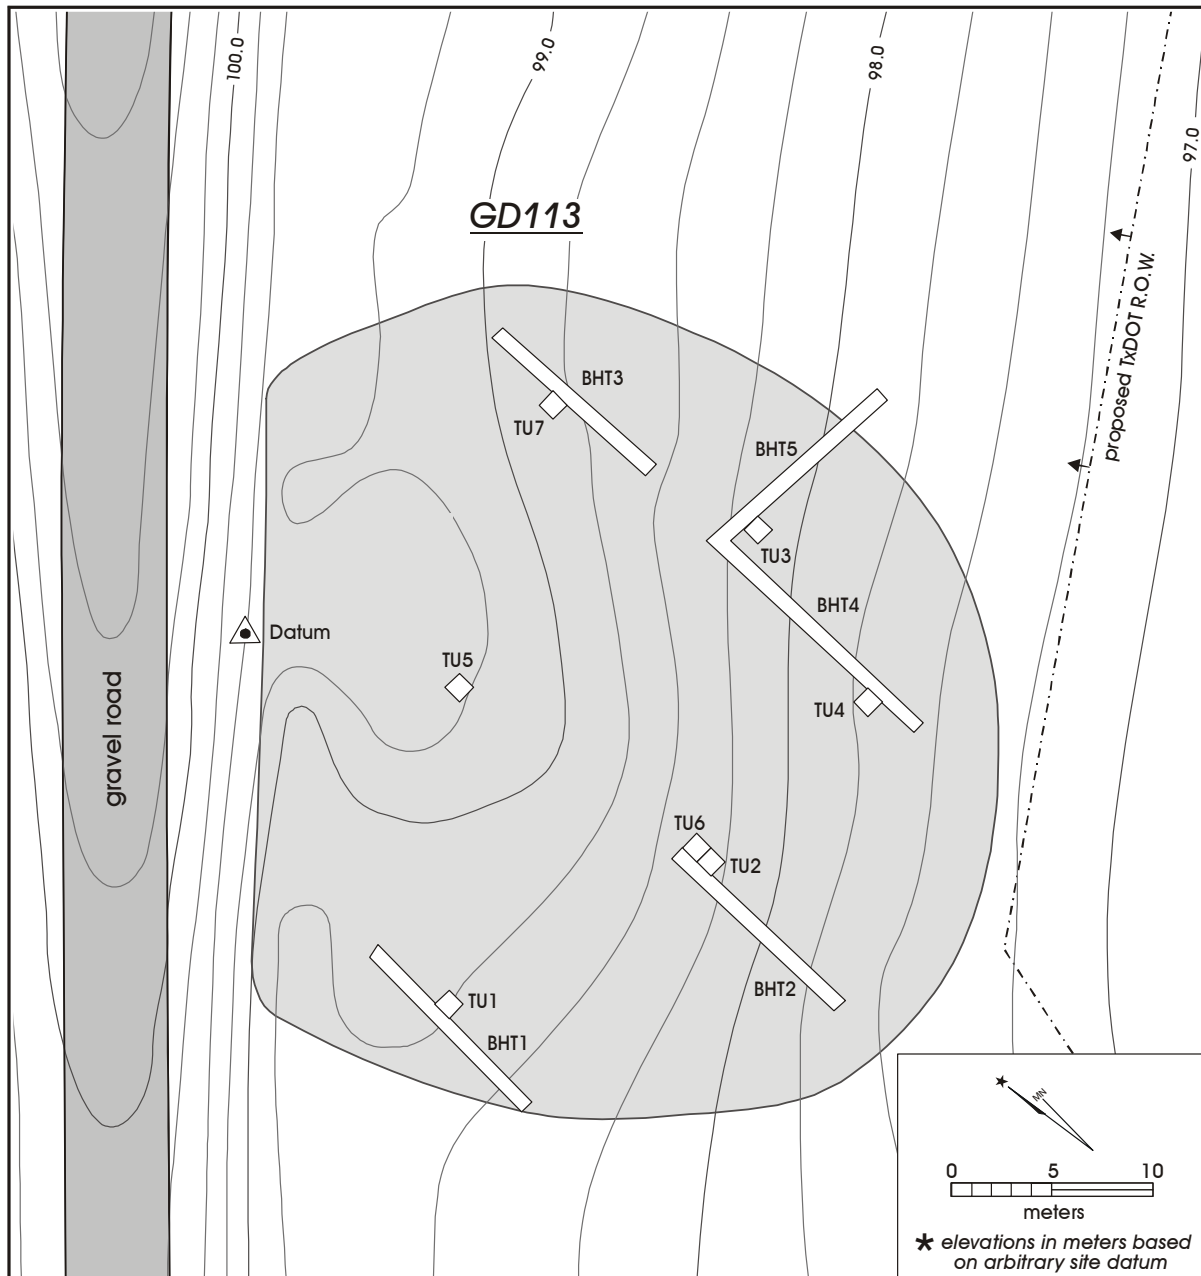 100.0
99.0
98.0
97.0
GD113
proposed TxDOT R.O.W.
BHT3
TU7
BHT5
TU3
BHT4
Datum
TU5
TU4
gravel road
TU6
TU2
BHT2
TU1
BHT1
MN
0 5 10
meters
* elevations in meters based
on arbitrary site datum